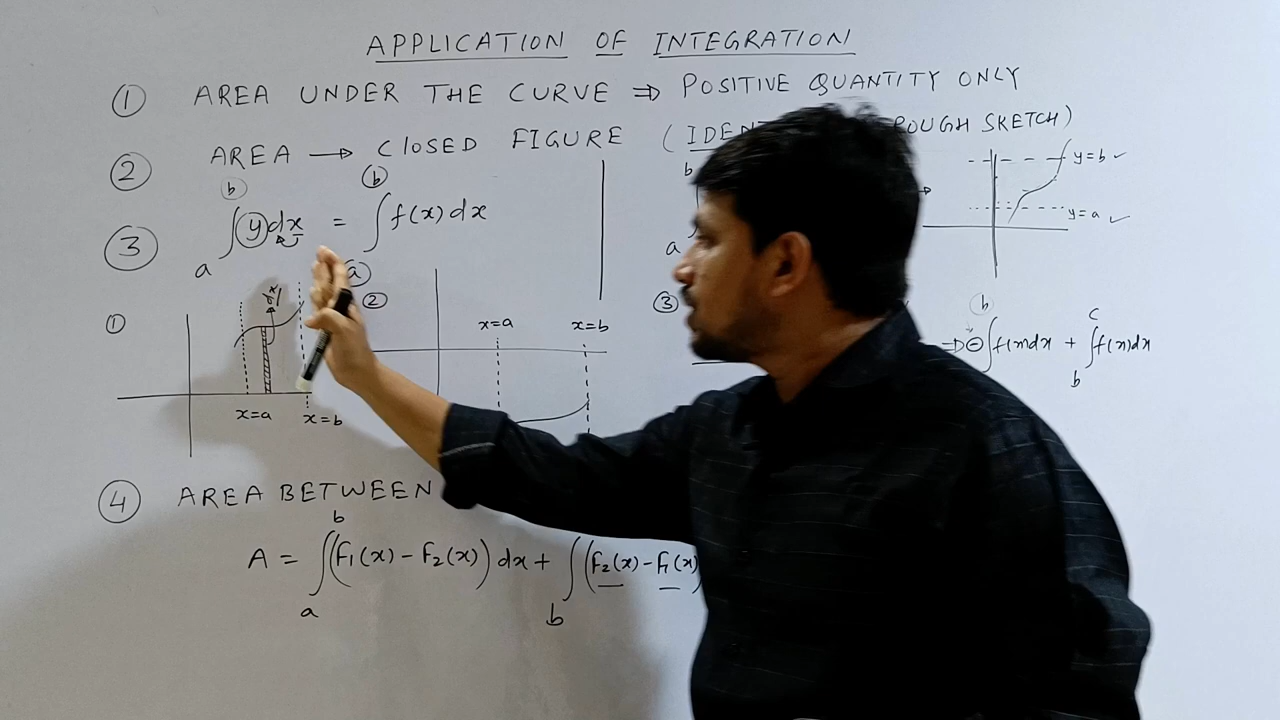 APPLICATION OF INTEGRATION
① AREA UNDER THE CURVE ⇒ POSITIVE QUANTITY ONLY
② AREA → CLOSED FIGURE ( ROUGH SKETCH)
③ a∫b y dx = a∫b f(x) dx
b
a
y=b ✓
y=a ✓
①
x=a
x=b
②
x=a
x=b
③
⇒ ⊖ ∫b f(x)dx + b∫c f(x)dx
④ AREA BETWEEN
A = a∫b (f₁(x) - f₂(x)) dx + b∫ (f₂(x) - f₁(x)